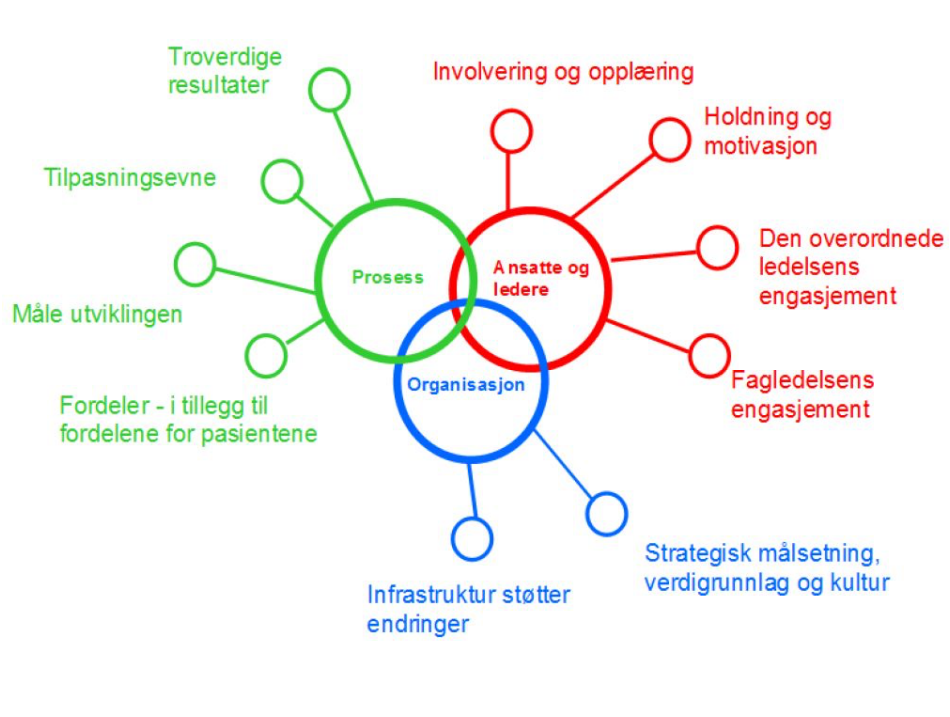 Troverdige
resultater
Tilpasningsevne
Måle utviklingen
Fordeler - i tillegg til
fordelene for pasientene
Prosess
Involvering og opplæring
Holdning og
motivasjon
Den overordnede
ledelsens
engasjement
Fagledelsens
engasjement
Ansatte og
ledere
Organisasjon
Infrastruktur støtter
endringer
Strategisk målsetning,
verdigrunnlag og kultur